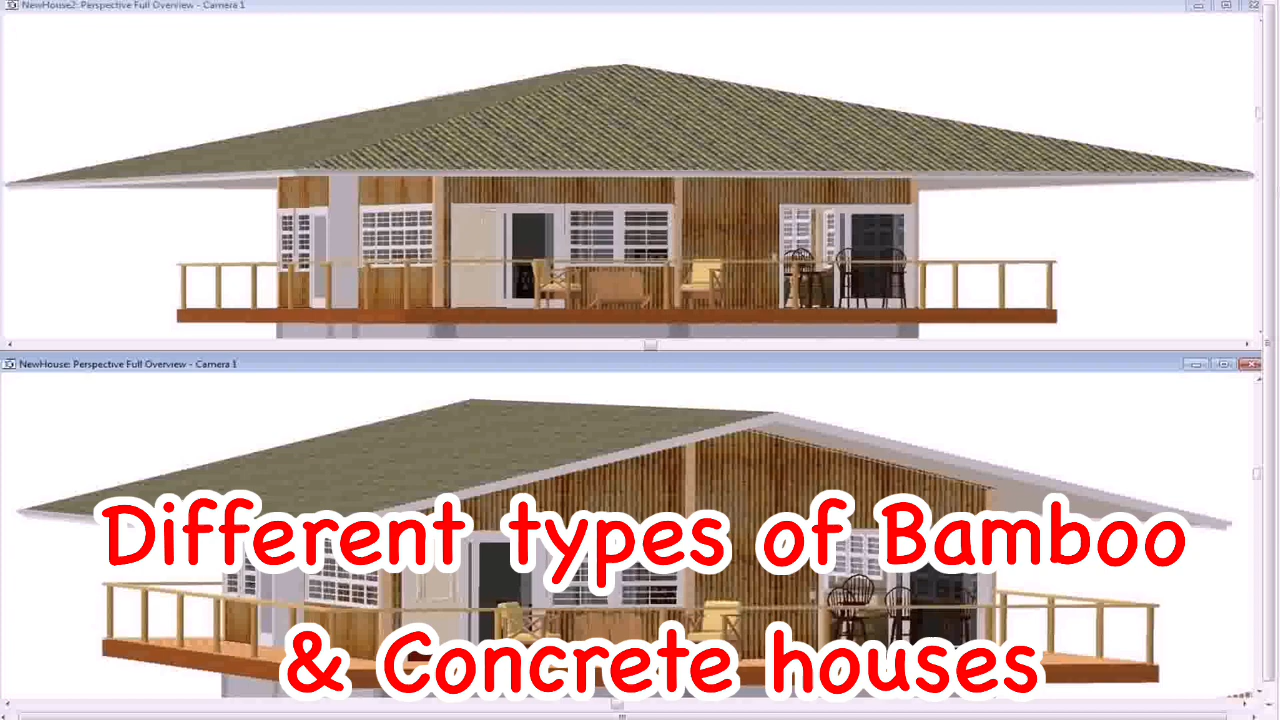 NewHouse2: Perspective Full Overview - Camera 1
NewHouse: Perspective Full Overview - Camera 1
Different types of Bamboo
& Concrete houses